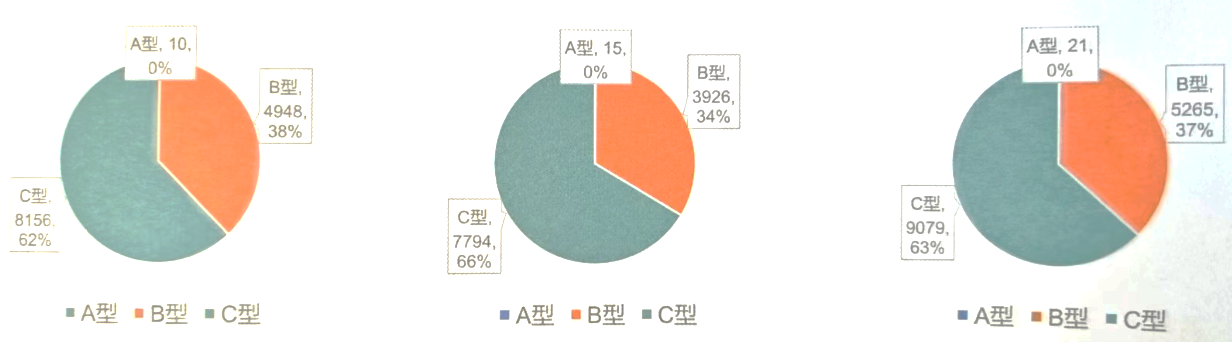 A型, 10,
0%
B型,
4948,
38%
C型.
8156,
62%
A型 B型 C型
A型, 15,
0%
B型,
3926,
34%
C型,
7794,
66%
A型 B型 C型
A型, 21,
0%
B型,
5265,
37%
C型,
9079,
63%
A型 B型 C型